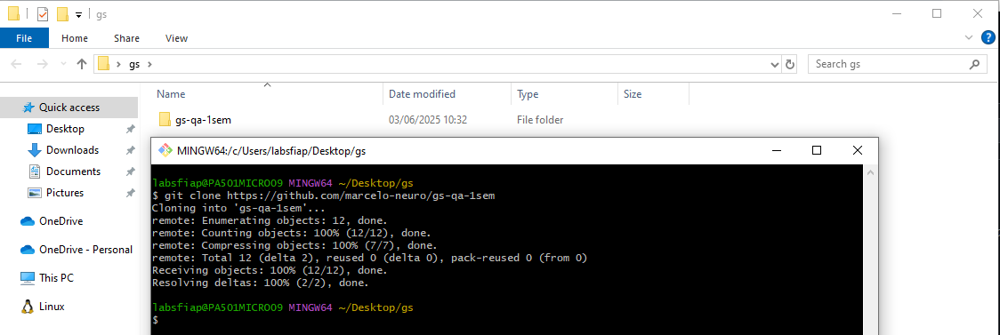 gs
File Home Share View
gs
Search gs
Name Date modified Type Size
Quick access
Desktop
Downloads
Documents
Pictures
OneDrive
OneDrive - Personal
This PC
Linux
gs-qa-1sem 03/06/2025 10:32 File folder
MINGW64:/c/Users/labsfiap/Desktop/gs
labsfiap@PA501MICRO09 MINGW64 ~/Desktop/gs
$ git clone https://github.com/marcelo-neuro/gs-qa-1sem
Cloning into 'gs-qa-1sem'...
remote: Enumerating objects: 12, done.
remote: Counting objects: 100% (12/12), done.
remote: Compressing objects: 100% (7/7), done.
remote: Total 12 (delta 2), reused 0 (delta 0), pack-reused 0 (from 0)
Receiving objects: 100% (12/12), done.
Resolving deltas: 100% (2/2), done.
labsfiap@PA501MICRO09 MINGW64 ~/Desktop/gs
$